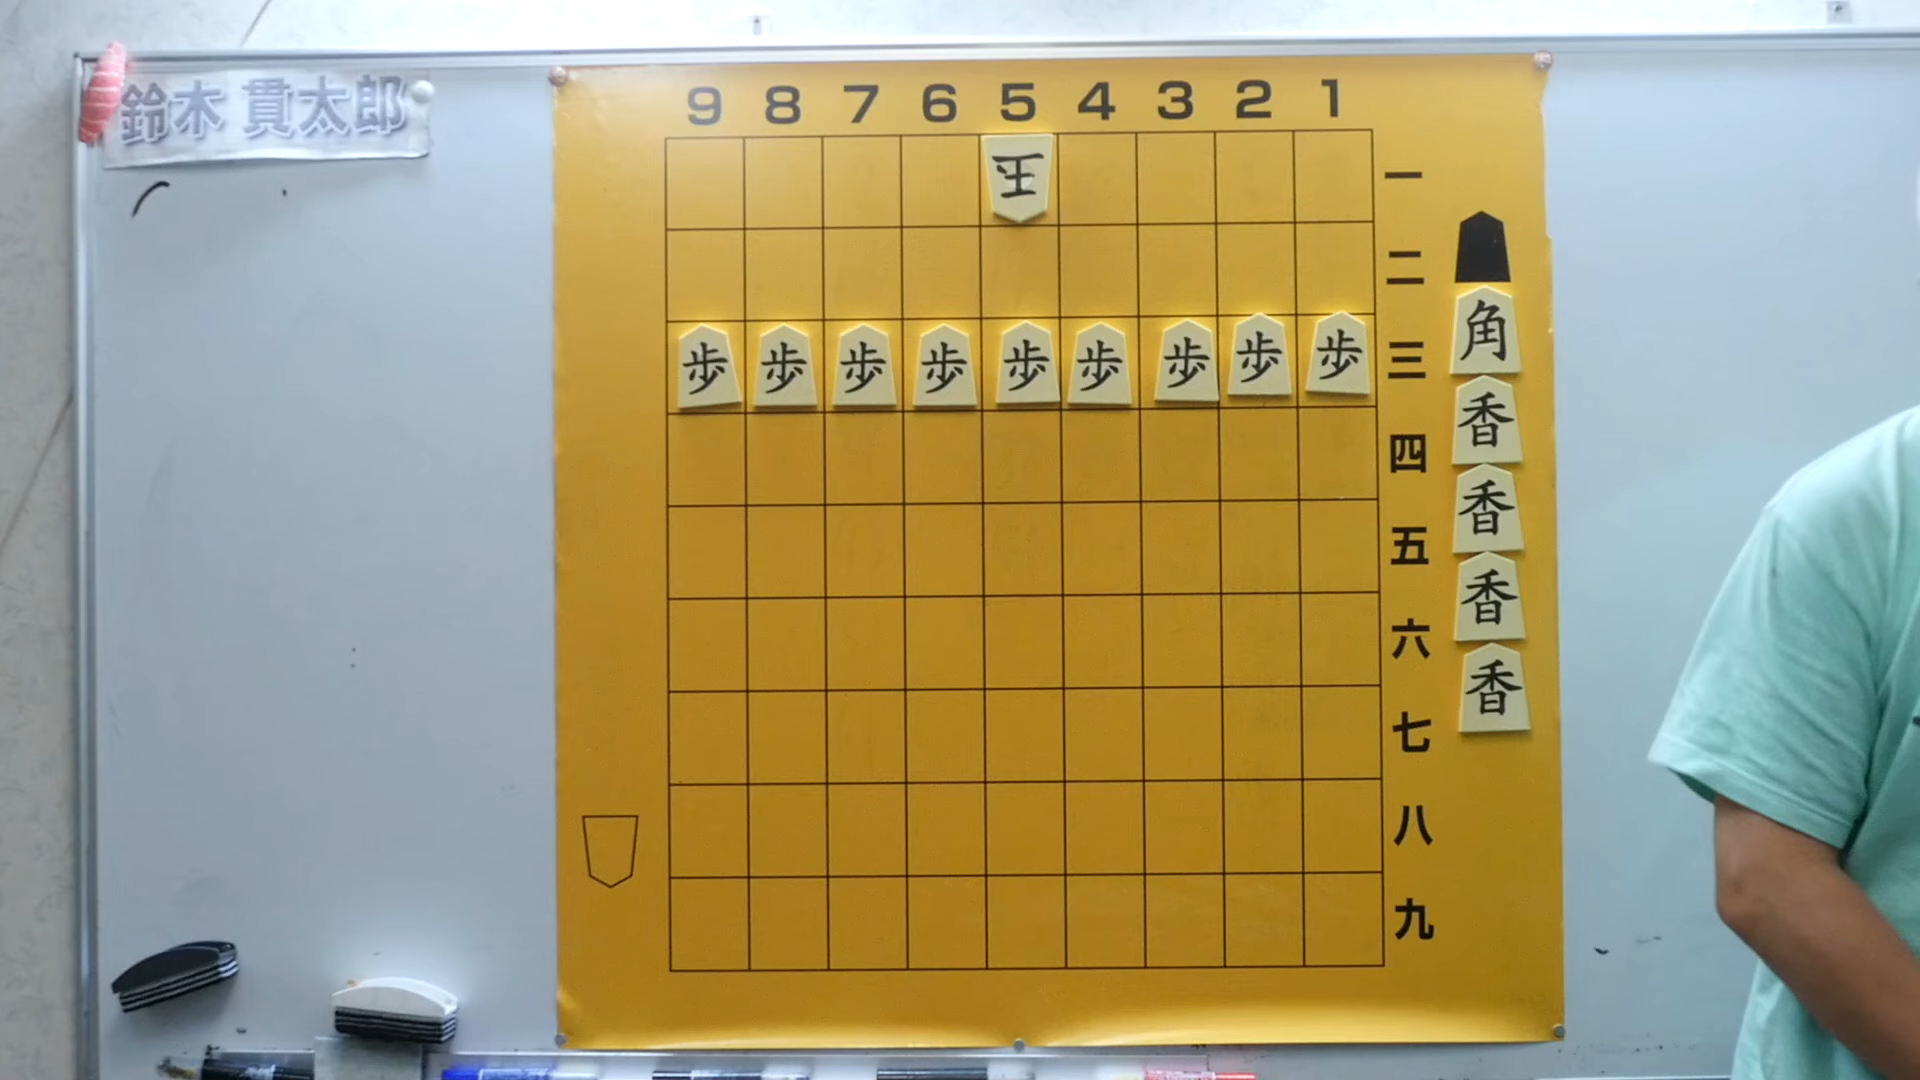 鈴木 貫太郎
9 8 7 6 5 4 3 2 1
王
一
二
歩 歩 歩 歩 歩 歩 歩 歩 歩
三
四
五
六
七
八
九
角
香
香
香
香